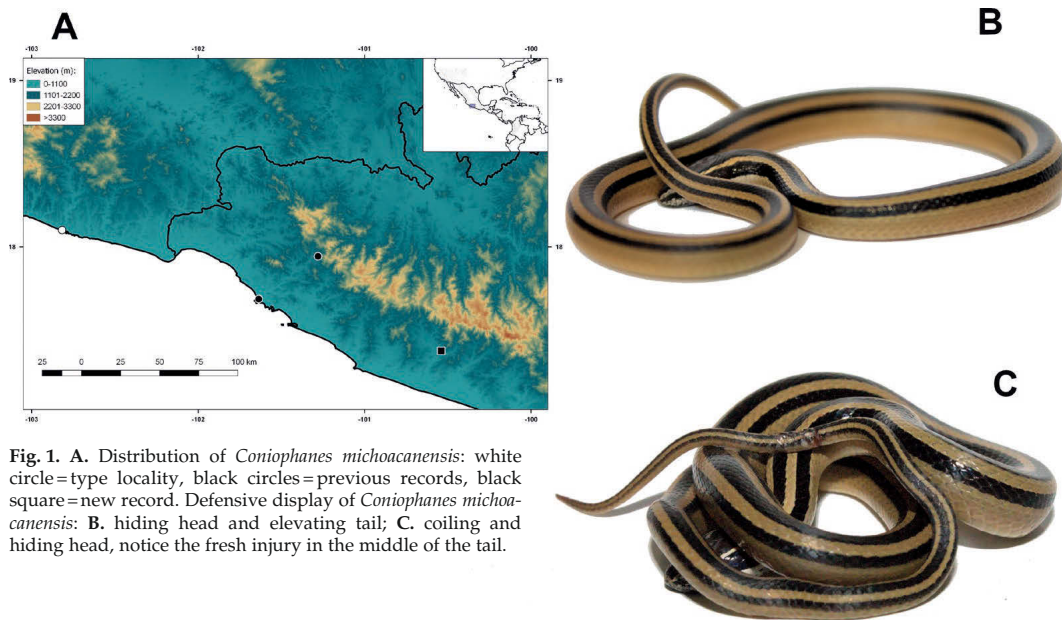 A
-103
-102
-101
-100
19
19
Elevation (m):
0-1100
1101-2200
2201-3300
>3300
18
18
25 0 25 50 75 100 km
-103
-102
-101
-100
Fig. 1. A. Distribution of Coniophanes michoacanensis: white
circle = type locality, black circles = previous records, black
square = new record. Defensive display of Coniophanes michoa-
canensis: B. hiding head and elevating tail; C. coiling and
hiding head, notice the fresh injury in the middle of the tail.
B
C